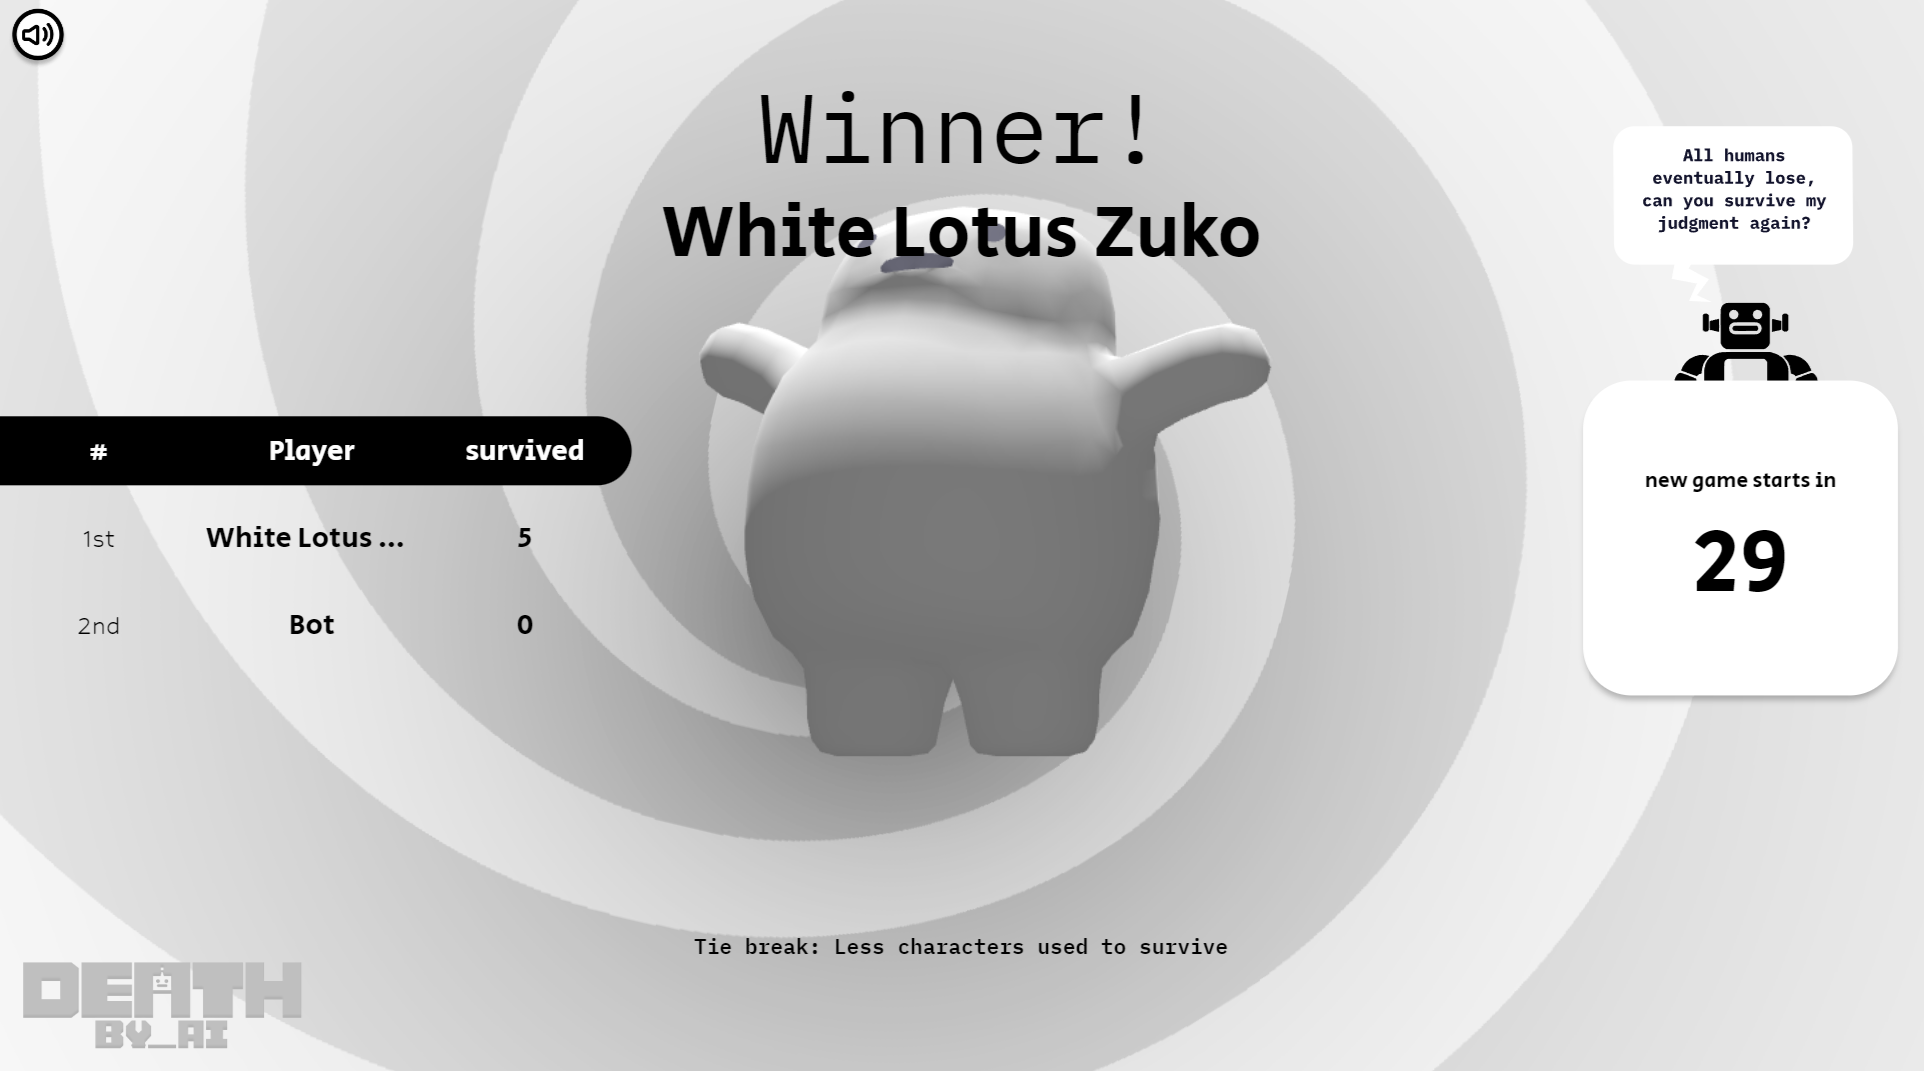 Winner!
White Lotus Zuko
All humans
eventually lose,
can you survive my
judgment again?
# Player survived
1st White Lotus ... 5
2nd Bot 0
new game starts in
29
Tie break: Less characters used to survive
DEATH
BY_AI